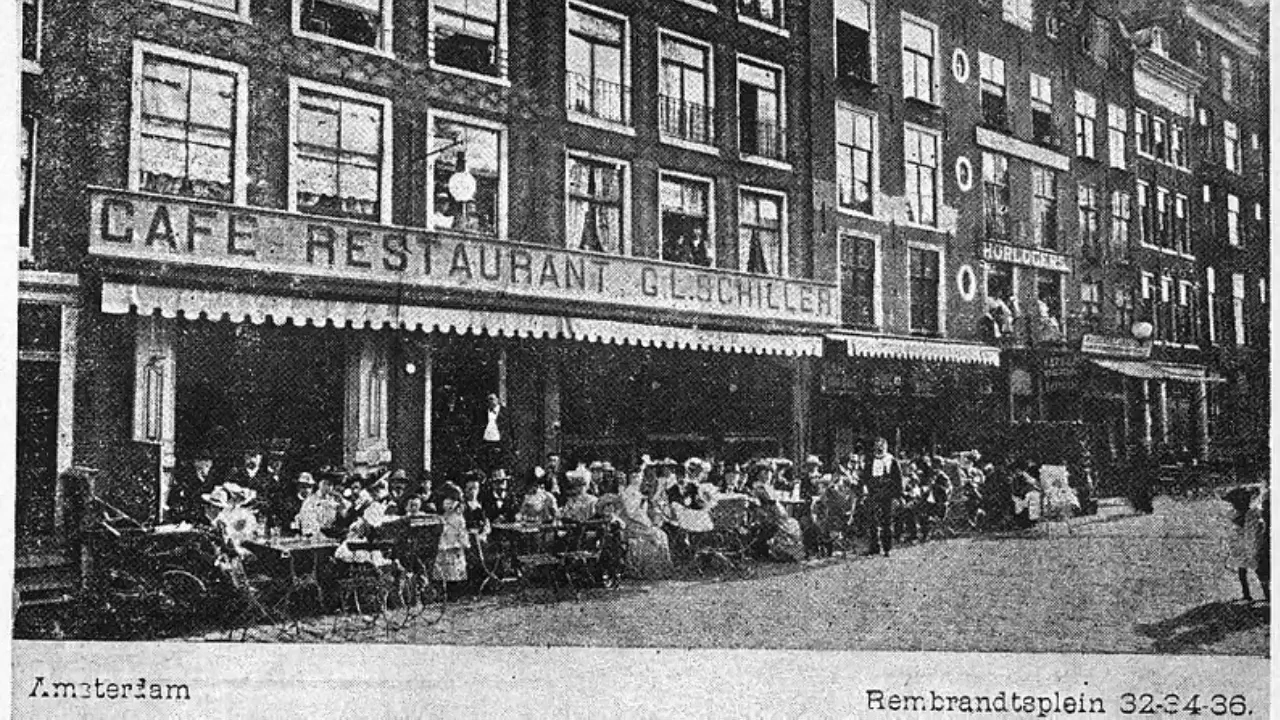 CAFE RESTAURANT G.L.SCHILLER
HORLOGERS
Amsterdam
Rembrandtsplein 32-34-36.